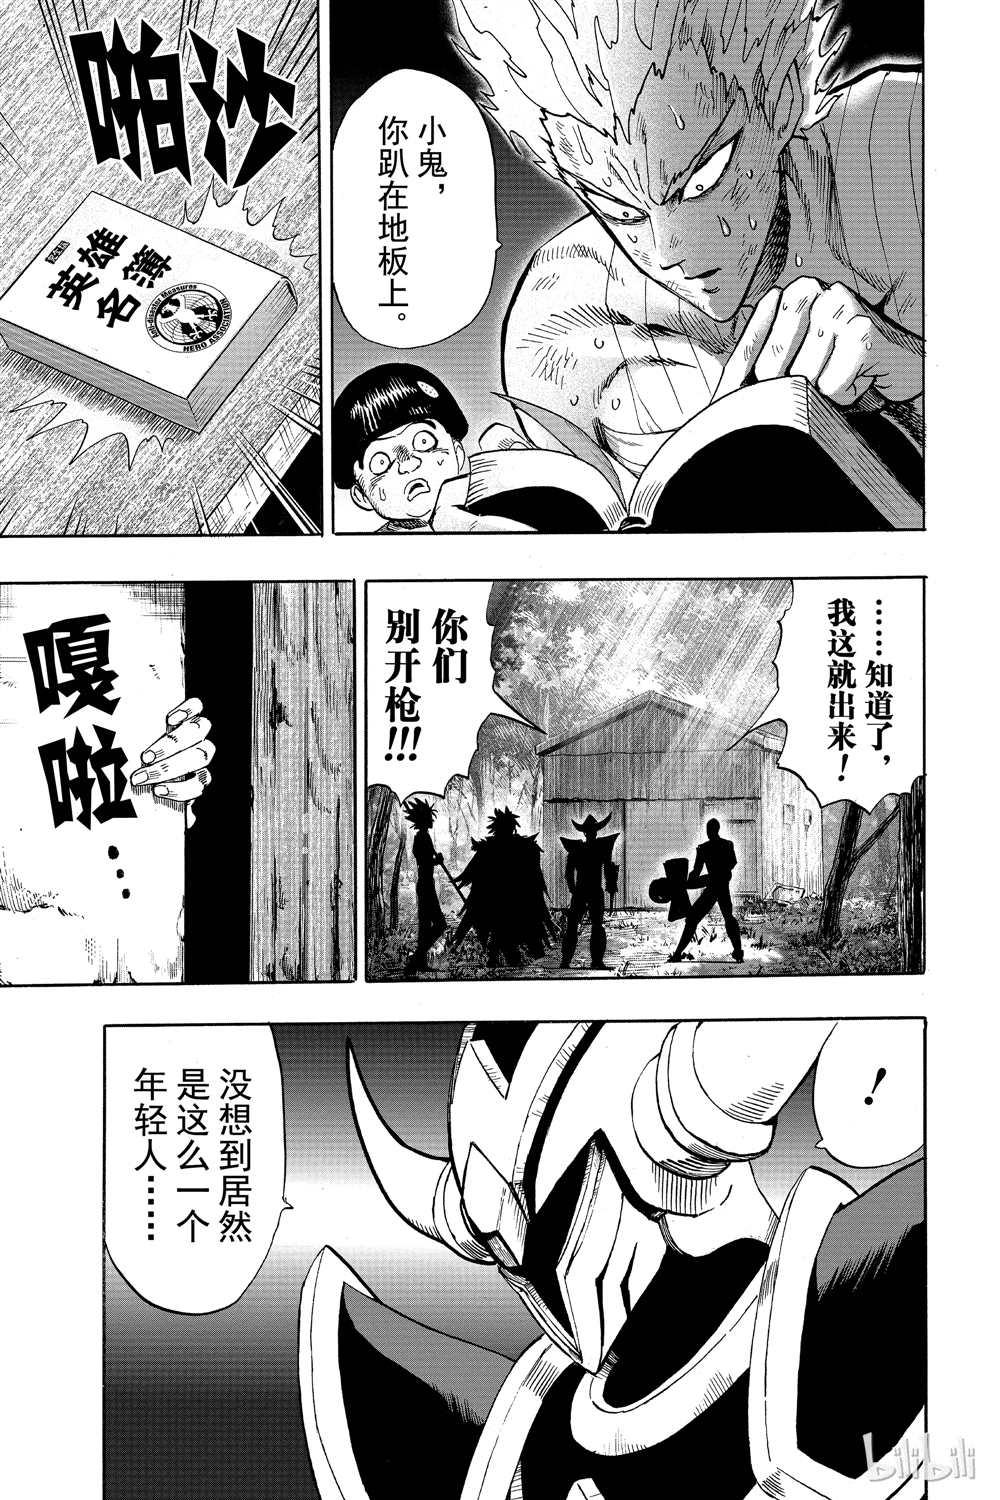 小鬼，
你趴在地板上。
英雄
名簿
Anti-disaster Measures
HERO ASSOCIATION
……知道了，
我这就出来！
你们
别开枪!!!
嘎啦…
！
没想到居然
是这么一个
年轻人……
bilibili